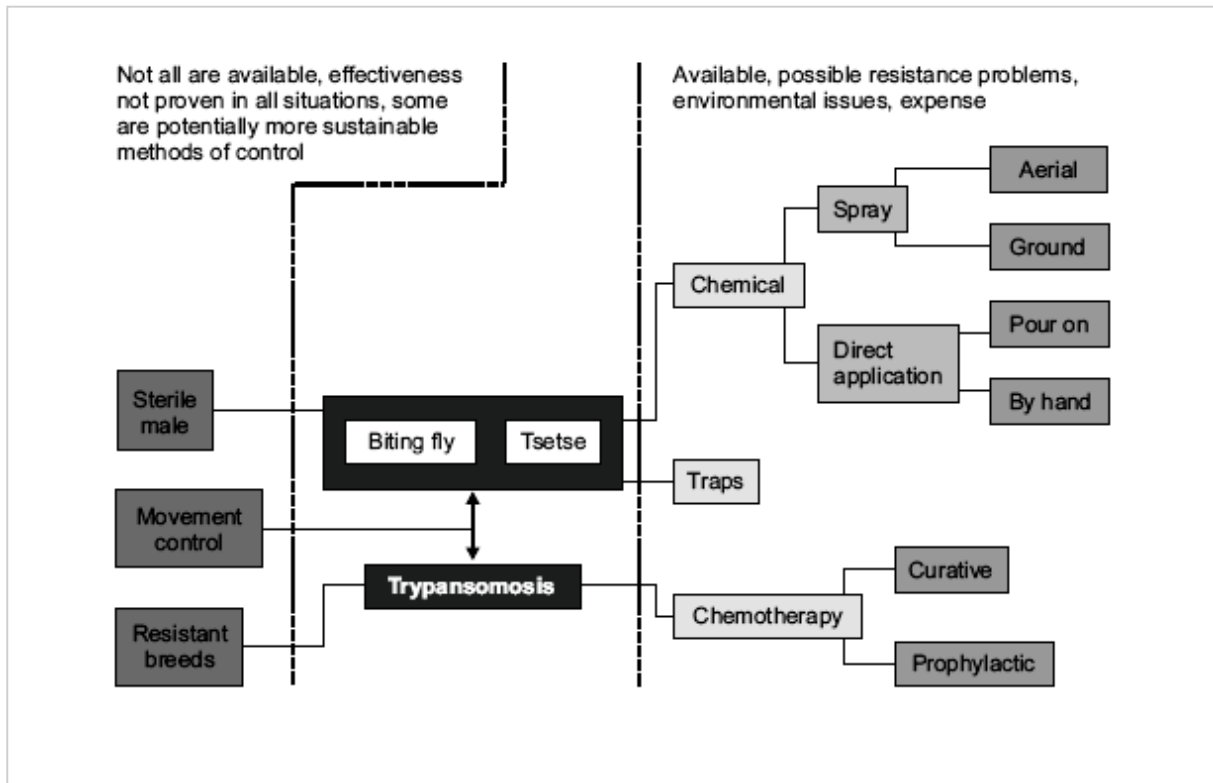 Not all are available, effectiveness
not proven in all situations, some
are potentially more sustainable
methods of control
Available, possible resistance problems,
environmental issues, expense
Aerial
Spray
Ground
Chemical
Pour on
Direct
application
By hand
Sterile
male
Biting fly
Tsetse
Traps
Movement
control
Trypansomosis
Curative
Chemotherapy
Resistant
breeds
Prophylactic